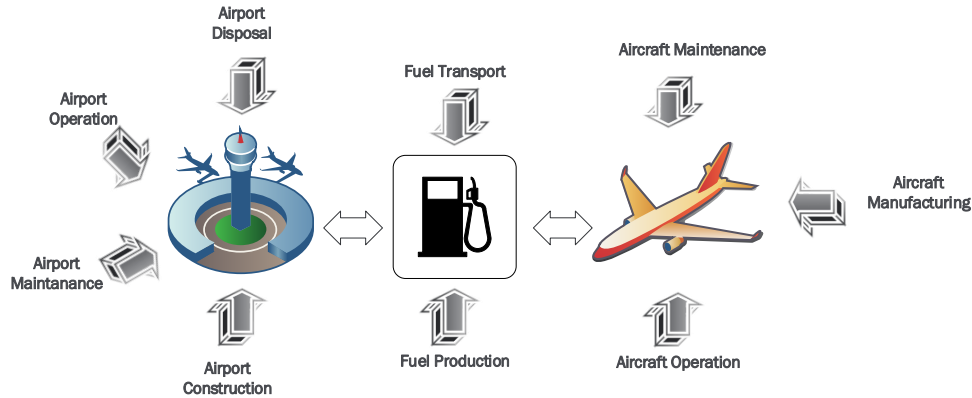 Airport
Disposal
Aircraft Maintenance
Fuel Transport
Airport
Operation
Aircraft
Manufacturing
Airport
Maintanance
Fuel Production
Aircraft Operation
Airport
Construction